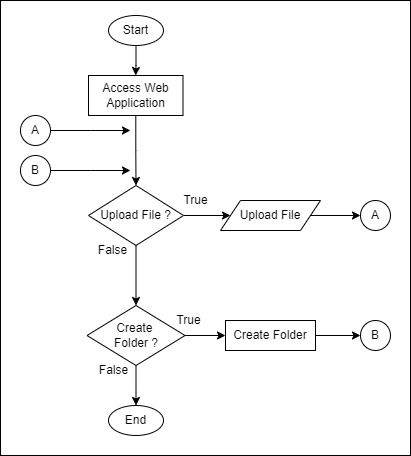 Start
Access Web
Application
A
B
Upload File ?
True
Upload File
A
False
Create
Folder ?
True
Create Folder
B
False
End